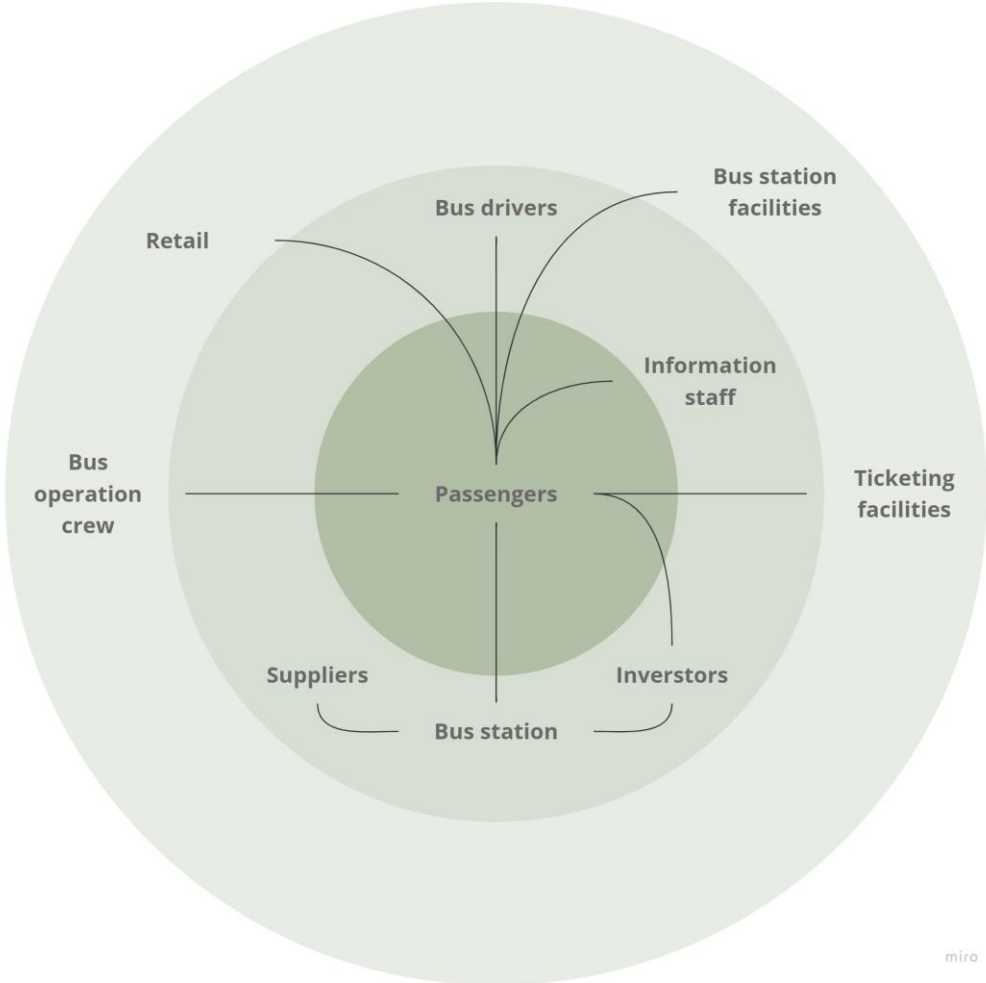 Bus station
facilities
Bus drivers
Retail
Information
staff
Bus
operation
crew
Passengers
Ticketing
facilities
Suppliers
Inverstors
Bus station
miro